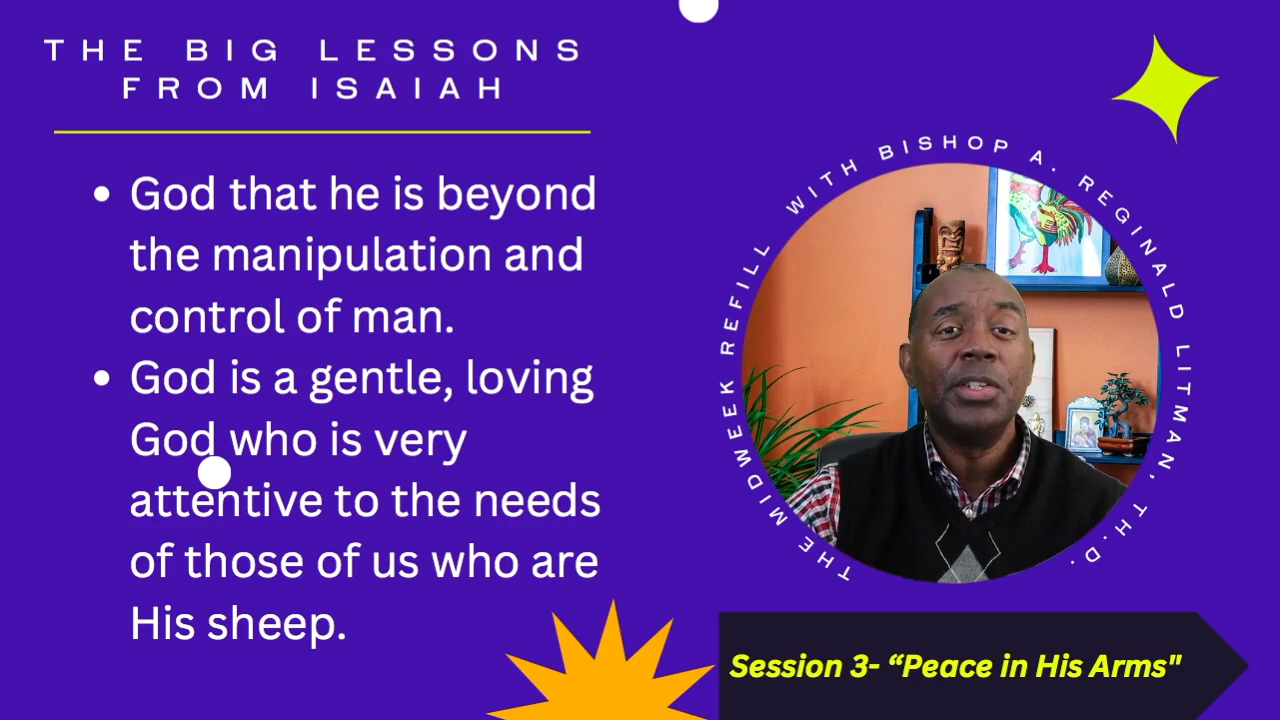 THE BIG LESSONS
FROM ISAIAH
• God that he is beyond
the manipulation and
control of man.
• God is a gentle, loving
God who is very
attentive to the needs
of those of us who are
His sheep.
THE MIDWEEK REFILL WITH BISHOP A. REGINALD LITMAN, TH.D.
Session 3- “Peace in His Arms"